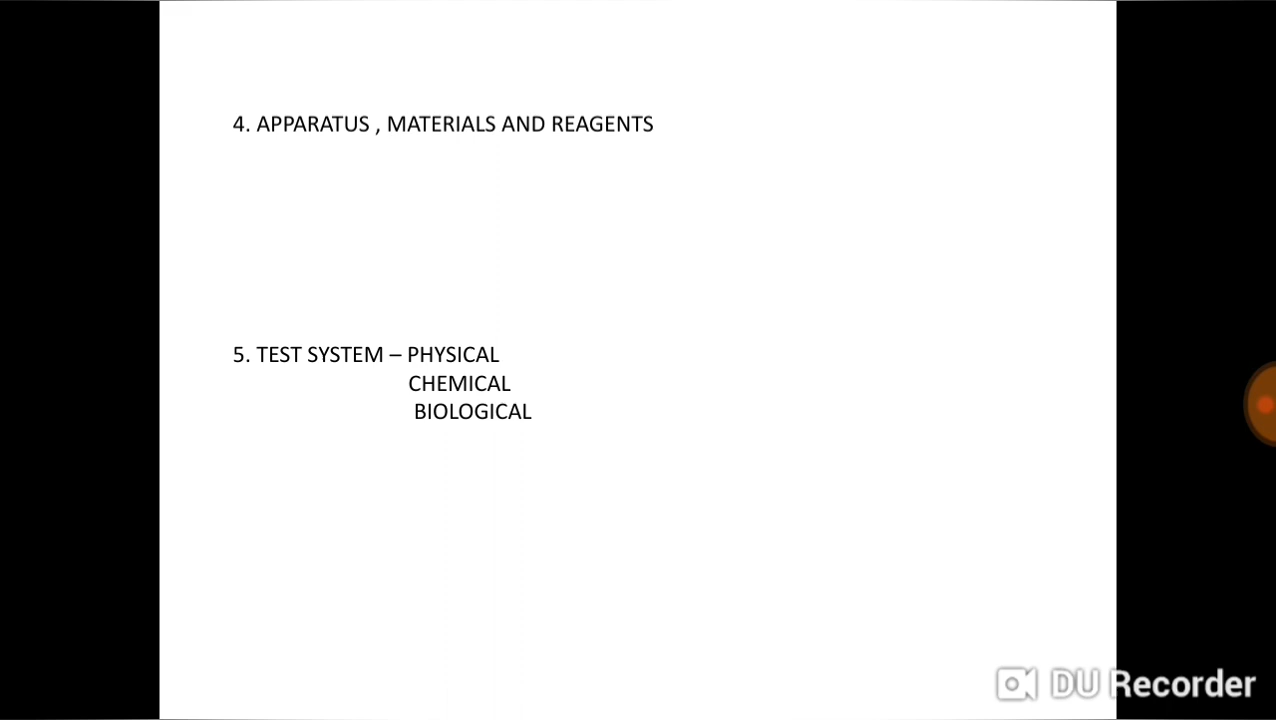 4. APPARATUS , MATERIALS AND REAGENTS
5. TEST SYSTEM – PHYSICAL
CHEMICAL
BIOLOGICAL
DU Recorder